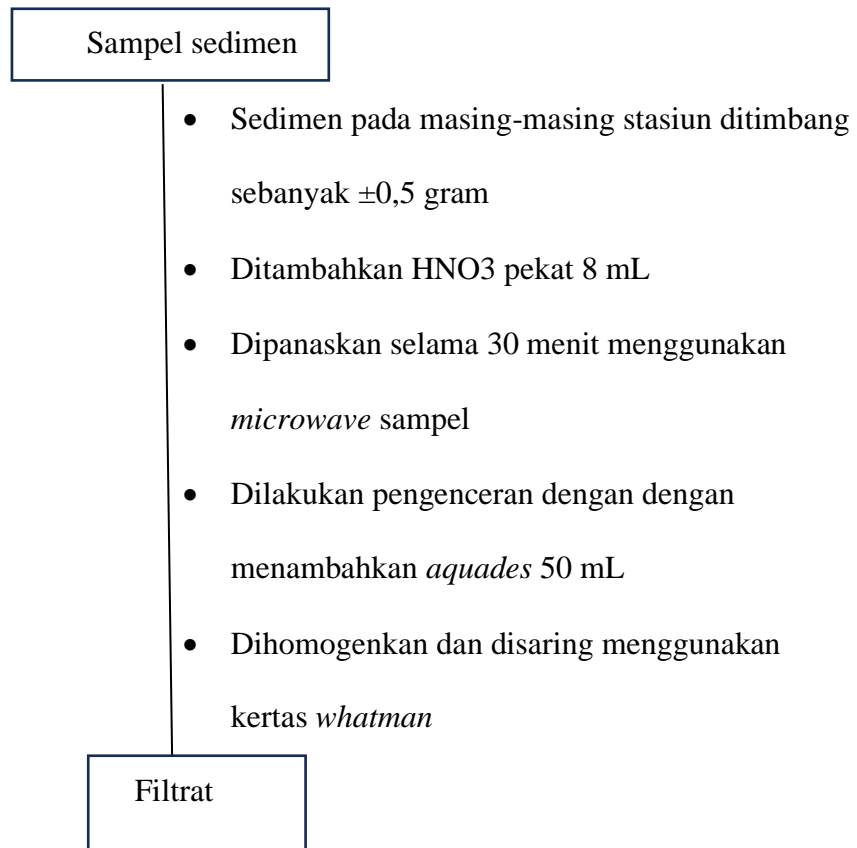 Sampel sedimen
• Sedimen pada masing-masing stasiun ditimbang
sebanyak ±0,5 gram
• Ditambahkan HNO3 pekat 8 mL
• Dipanaskan selama 30 menit menggunakan
microwave sampel
• Dilakukan pengenceran dengan dengan
menambahkan aquades 50 mL
• Dihomogenkan dan disaring menggunakan
kertas whatman
Filtrat